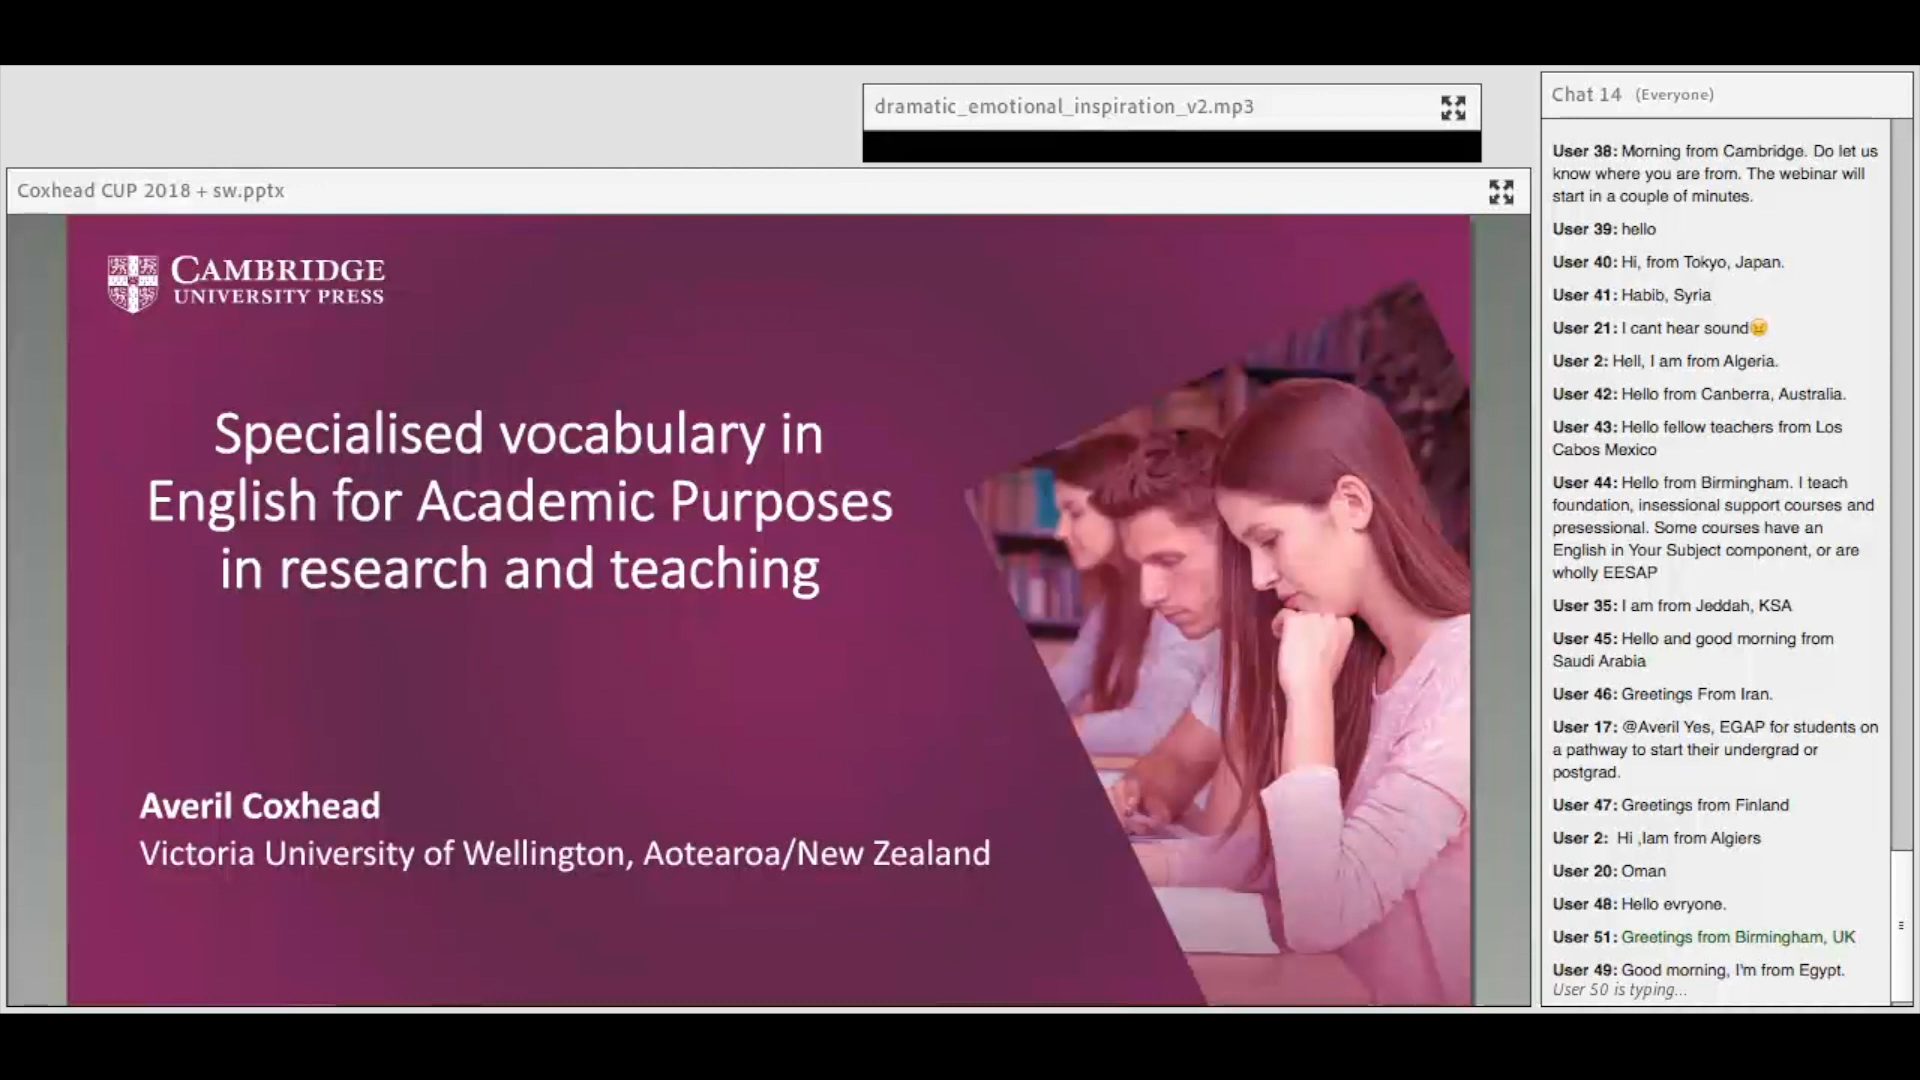 dramatic_emotional_inspiration_v2.mp3
Coxhead CUP 2018 + sw.pptx
CAMBRIDGE
UNIVERSITY PRESS
Specialised vocabulary in
English for Academic Purposes
in research and teaching
Averil Coxhead
Victoria University of Wellington, Aotearoa/New Zealand
Chat 14 (Everyone)
User 38: Morning from Cambridge. Do let us
know where you are from. The webinar will
start in a couple of minutes.
User 39: hello
User 40: Hi, from Tokyo, Japan.
User 41: Habib, Syria
User 21: I cant hear sound😠
User 2: Hell, I am from Algeria.
User 42: Hello from Canberra, Australia.
User 43: Hello fellow teachers from Los
Cabos Mexico
User 44: Hello from Birmingham. I teach
foundation, insessional support courses and
presessional. Some courses have an
English in Your Subject component, or are
wholly EESAP
User 35: I am from Jeddah, KSA
User 45: Hello and good morning from
Saudi Arabia
User 46: Greetings From Iran.
User 17: @Averil Yes, EGAP for students on
a pathway to start their undergrad or
postgrad.
User 47: Greetings from Finland
User 2: Hi ,Iam from Algiers
User 20: Oman
User 48: Hello evryone.
User 51: Greetings from Birmingham, UK
User 49: Good morning, I'm from Egypt.
User 50 is typing...